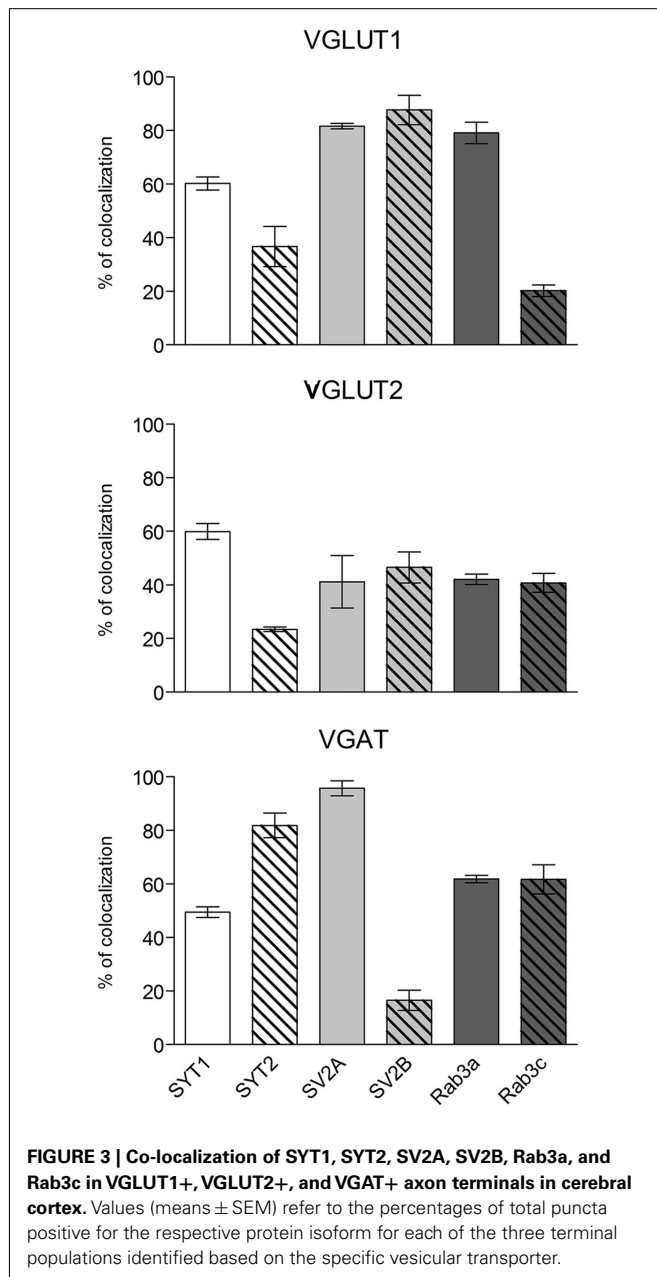 VGLUT1
% of colocalization
100
80
60
40
20
0
VGLUT2
% of colocalization
100
80
60
40
20
0
VGAT
% of colocalization
100
80
60
40
20
0
SYT1 SYT2 SV2A SV2B Rab3a Rab3c
FIGURE 3 | Co-localization of SYT1, SYT2, SV2A, SV2B, Rab3a, and
Rab3c in VGLUT1+, VGLUT2+, and VGAT+ axon terminals in cerebral
cortex. Values (means ± SEM) refer to the percentages of total puncta
positive for the respective protein isoform for each of the three terminal
populations identified based on the specific vesicular transporter.